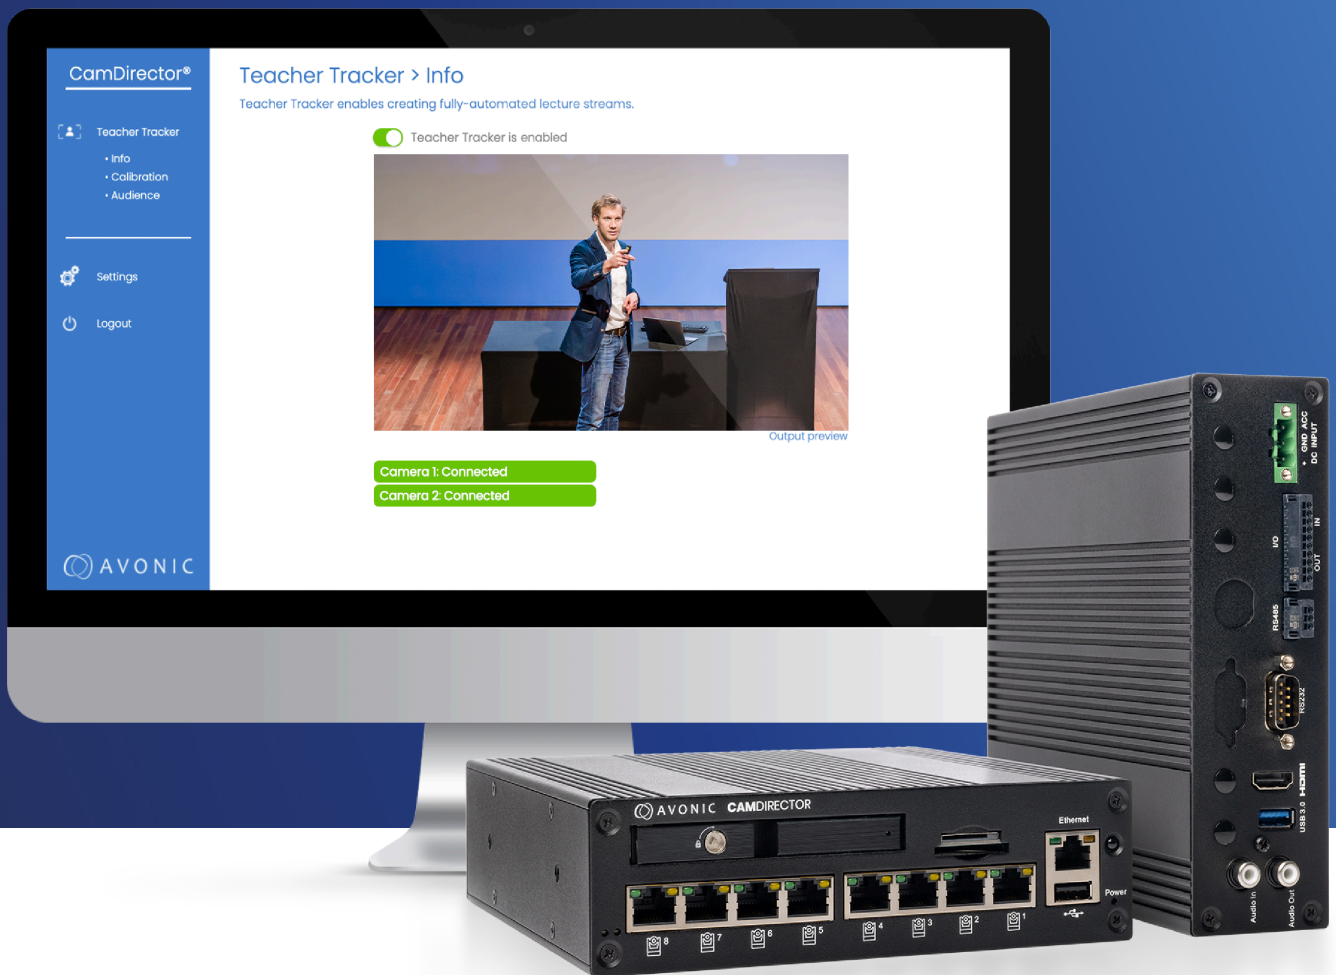 CamDirector®
Teacher Tracker
• Info
• Calibration
• Audience
Settings
Logout
AVONIC
Teacher Tracker > Info
Teacher Tracker enables creating fully-automated lecture streams.
Teacher Tracker is enabled
Output preview
Camera 1: Connected
Camera 2: Connected
AVONIC CAMDIRECTOR
Ethernet
Power
8
7
6
5
4
3
2
1
+ GND ACC
DC INPUT
I/O
IN
OUT
RS485
RS232
HDMI
USB 3.0
Audio In
Audio Out